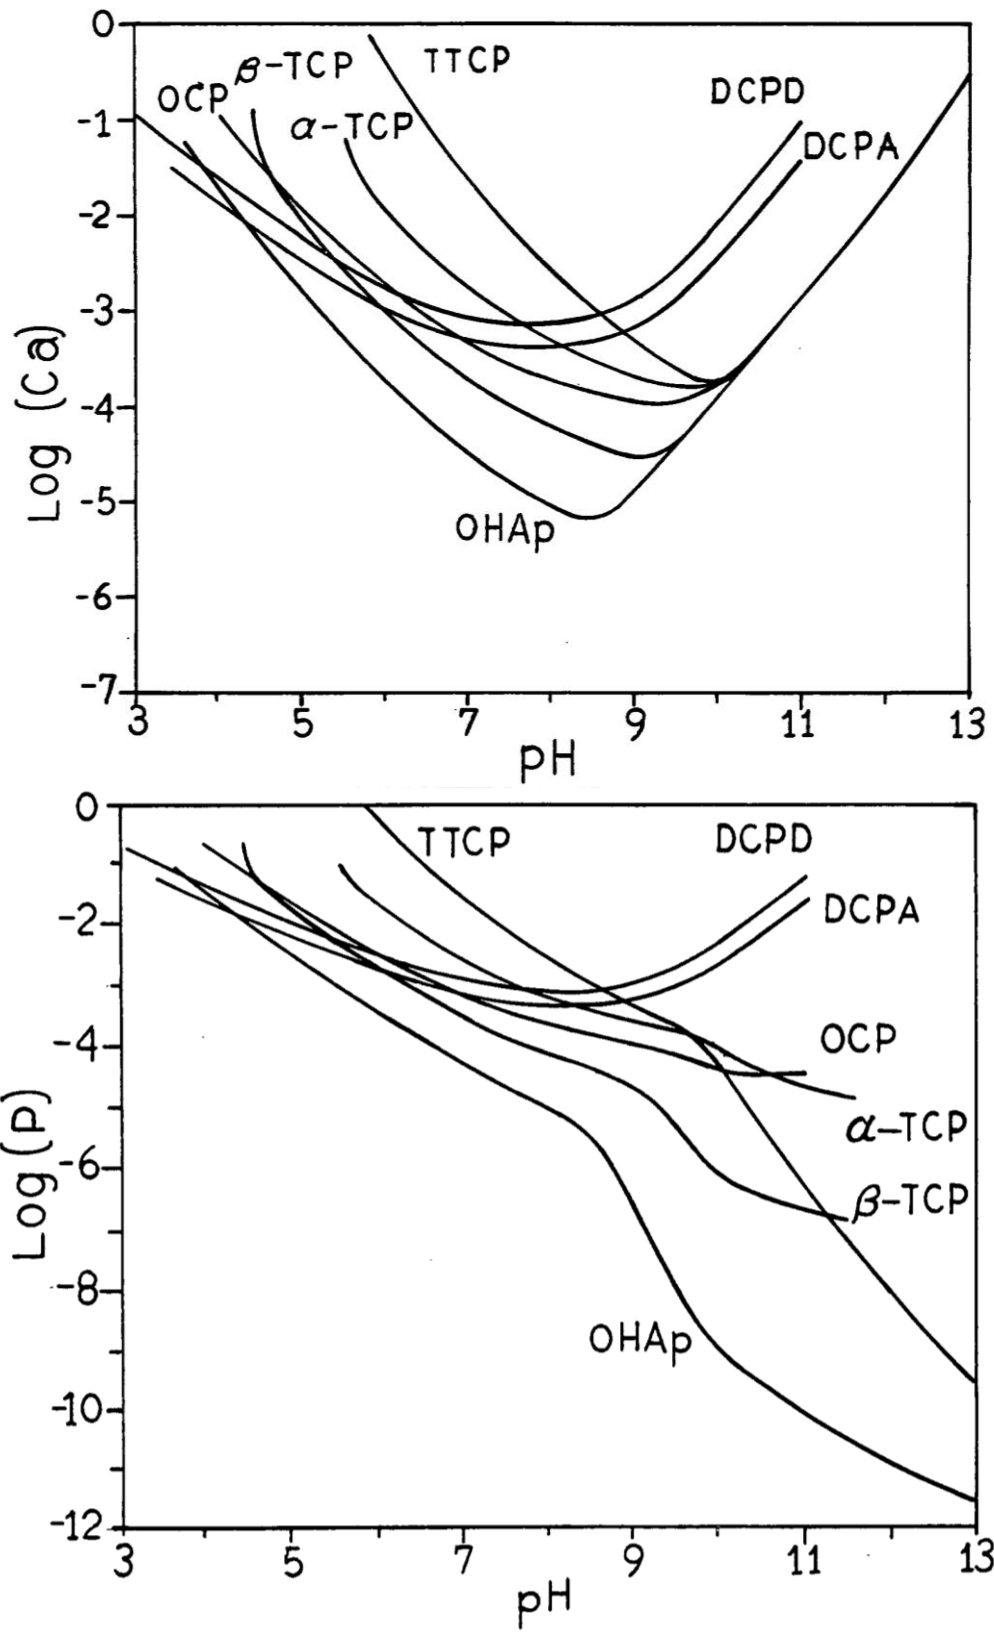 0
β-TCP
TTCP
OCP
DCPD
-1
α-TCP
DCPA
-2
-3
Log (Ca)
-4
-5
OHAp
-6
-7
3 5 7 9 11 13
pH
0
TTCP
DCPD
DCPA
-2
OCP
-4
α-TCP
Log(P)
-6
β-TCP
-8
OHAp
-10
-12
3 5 7 9 11 13
pH